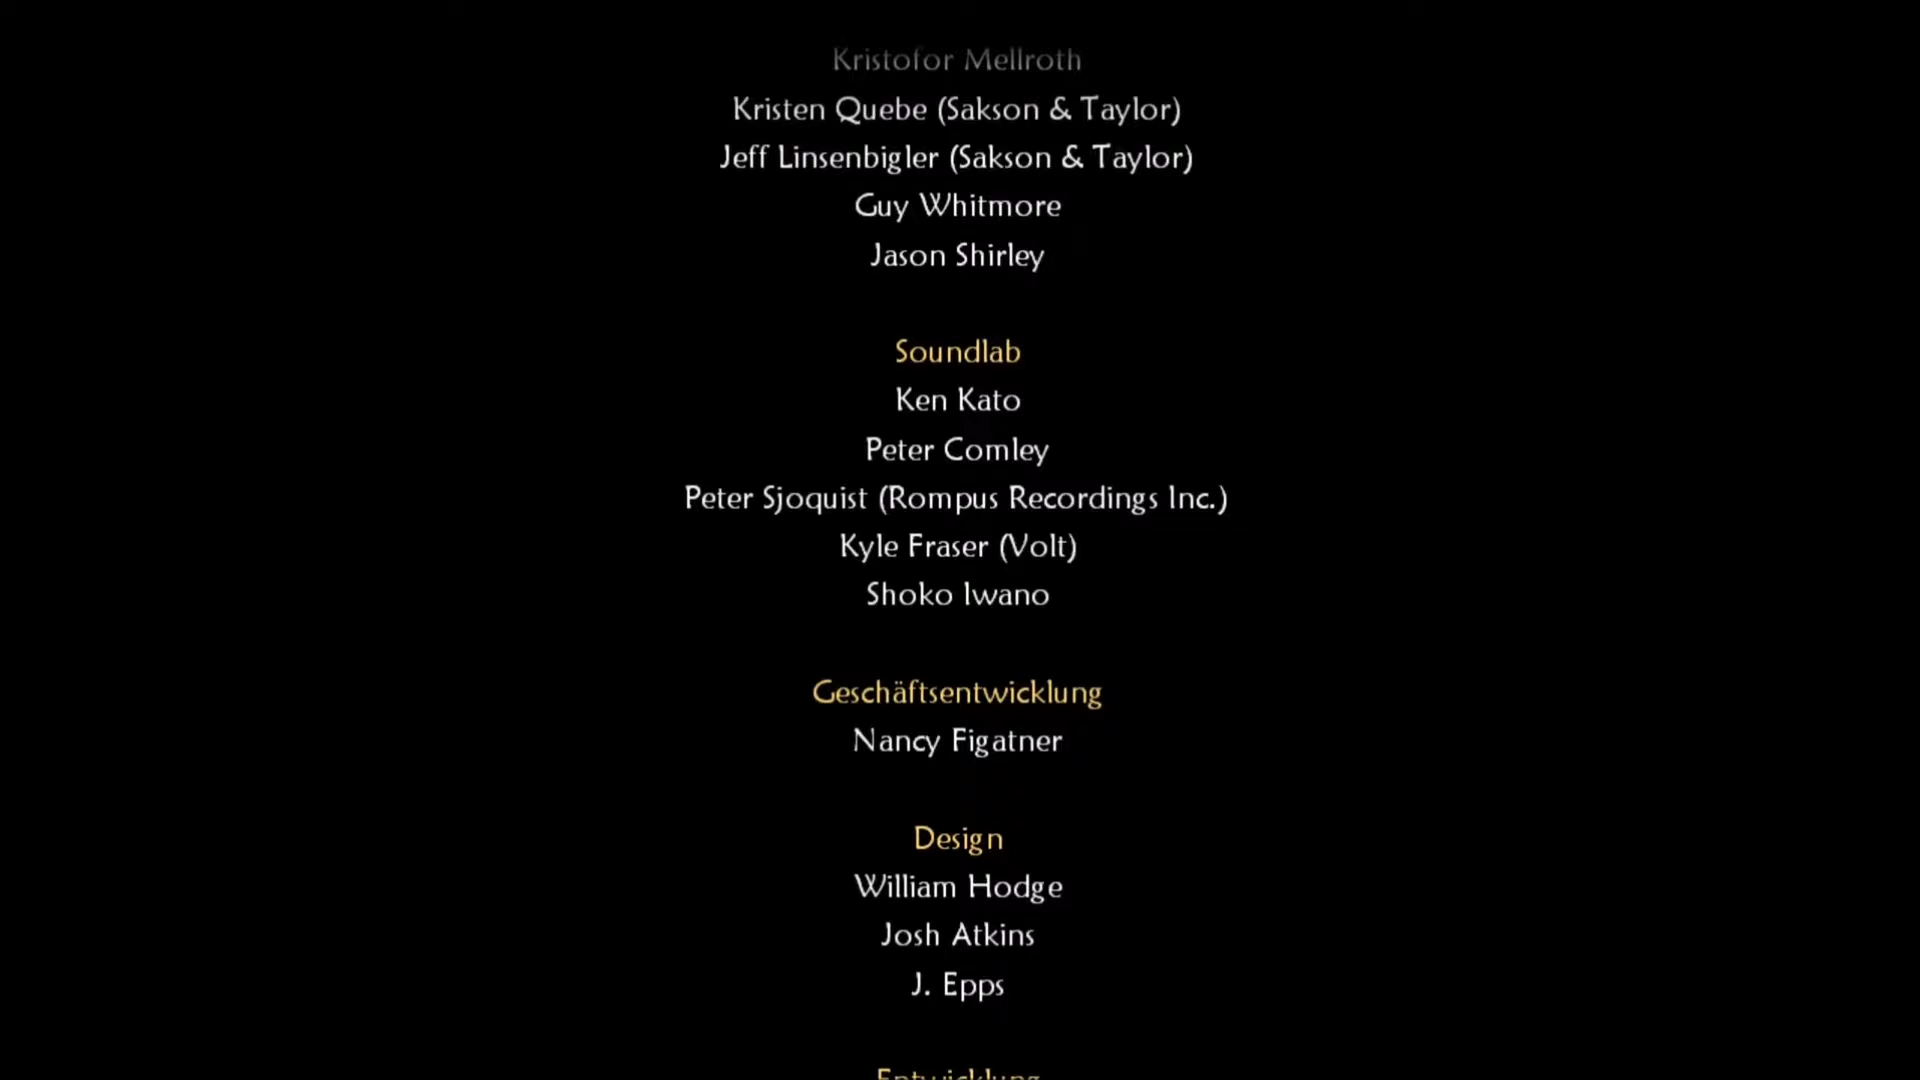 Kristofor Mellroth
Kristen Quebe (Sakson & Taylor)
Jeff Linsenbigler (Sakson & Taylor)
Guy Whitmore
Jason Shirley
Soundlab
Ken Kato
Peter Comley
Peter Sjoquist (Rompus Recordings Inc.)
Kyle Fraser (Volt)
Shoko Iwano
Geschäftsentwicklung
Nancy Figatner
Design
William Hodge
Josh Atkins
J. Epps
Entwicklung